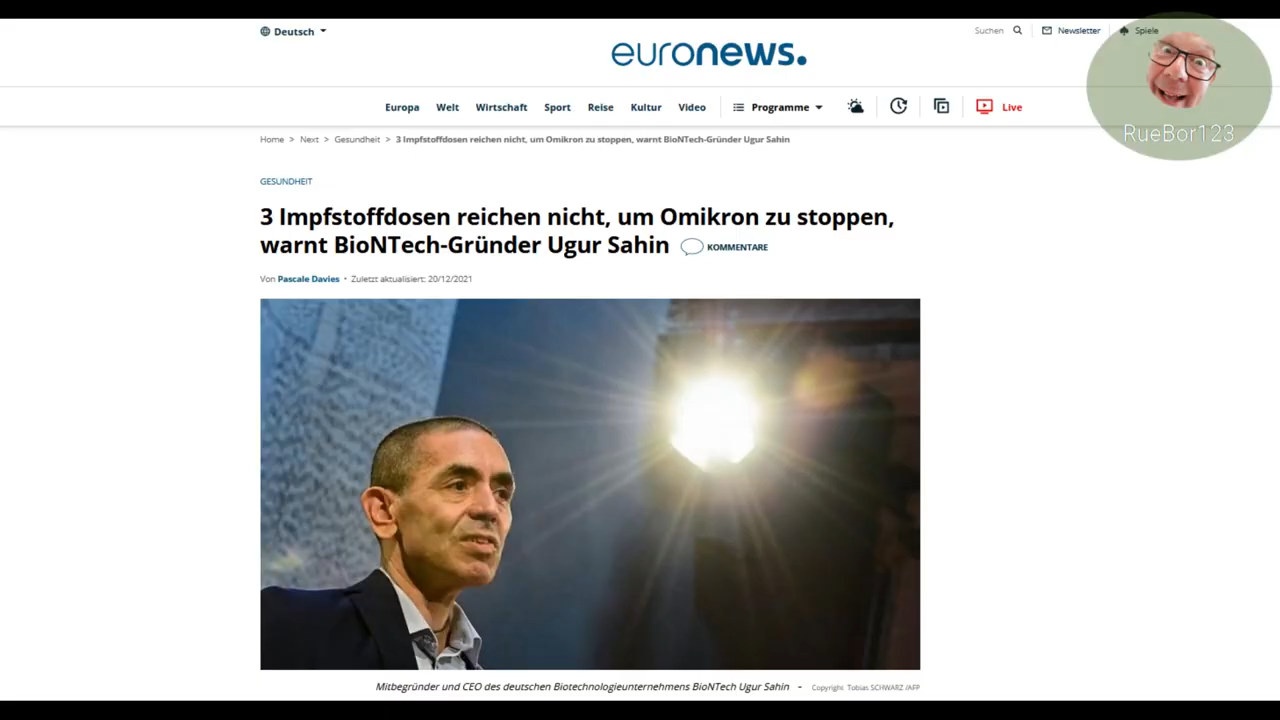 Deutsch
Suchen
Newsletter
Spiele
euronews.
Europa Welt Wirtschaft Sport Reise Kultur Video Programme Live
RueBor123
Home > Next > Gesundheit > 3 Impfstoffdosen reichen nicht, um Omikron zu stoppen, warnt BioNTech-Gründer Ugur Sahin
GESUNDHEIT
3 Impfstoffdosen reichen nicht, um Omikron zu stoppen,
warnt BioNTech-Gründer Ugur Sahin KOMMENTARE
Von Pascale Davies • Zuletzt aktualisiert: 20/12/2021
Mitbegründer und CEO des deutschen Biotechnologieunternehmens BioNTech Ugur Sahin - Copyright Tobias SCHWARZ /AFP